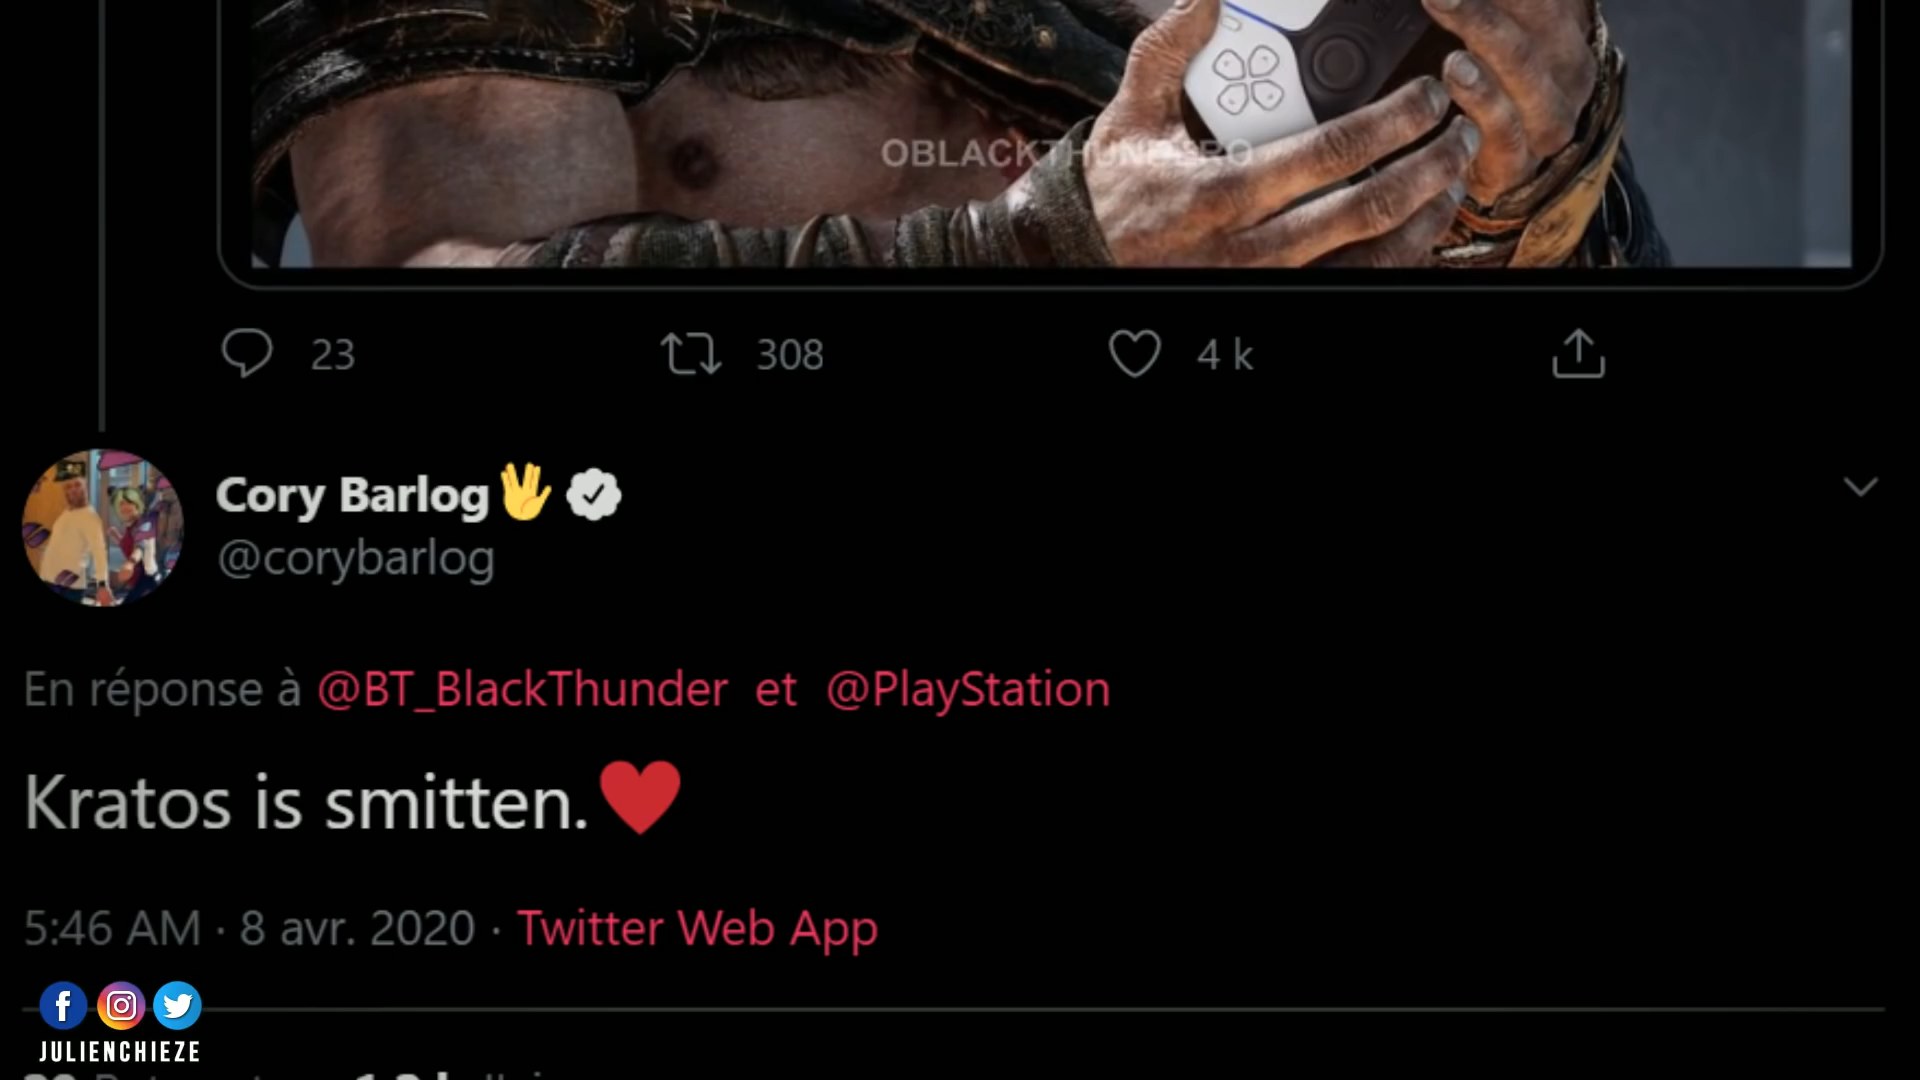 OBLACKTHUNDERO
23 308 4 k
Cory Barlog
@corybarlog
En réponse à @BT_BlackThunder et @PlayStation
Kratos is smitten.
5:46 AM · 8 avr. 2020 · Twitter Web App
JULIENCHIEZE